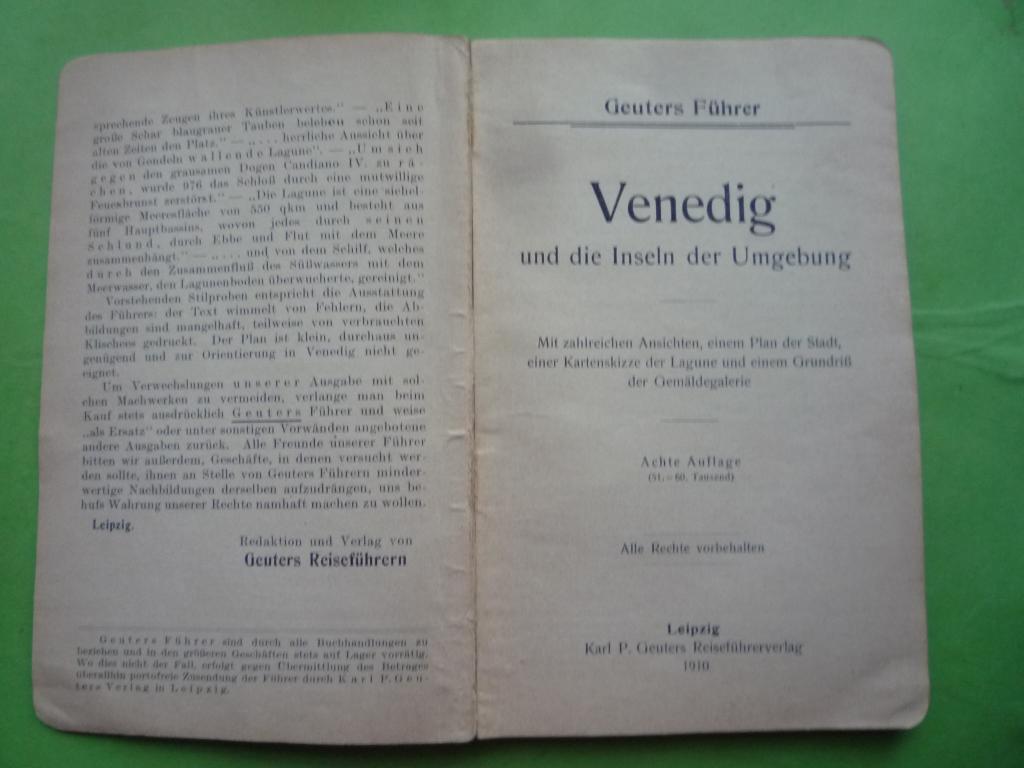 sprechende Zeugen ihres Künstlerwertes." — „Eine
große Schar blaugrauer Tauben beleben schon seit
alten Zeiten den Platz." — „. . . herrliche Aussicht über
die von Gondeln wallende Lagune". — „Um sich
gegen den grausamen Dogen Candiano IV. zu rä-
chen, wurde 976 das Schloß durch eine mutwillige
Feuesbrunst zerstörst." — „Die Lagune ist eine sichel-
förmige Meeresfläche von 550 qkm und besteht aus
fünf Hauptbassins, wovon jedes durch seinen
Schlund, durch Ebbe und Flut mit dem Meere
zusammenhängt." — „. . . und von dem Schilf, welches
durch den Zusammenfluß des Süßwassers mit dem
Meerwasser, den Lagunenboden überwucherte, gereinigt."
Vorstehenden Stilproben entspricht die Ausstattung
des Führers: der Text wimmelt von Fehlern, die Ab-
bildungen sind mangelhaft, teilweise von verbrauchten
Klischees gedruckt. Der Plan ist klein, durchaus un-
genügend und zur Orientierung in Venedig nicht ge-
eignet.
Um Verwechslungen unserer Ausgabe mit sol-
chen Machwerken zu vermeiden, verlange man beim
Kauf stets ausdrücklich Geuters Führer und weise
„als Ersatz" oder unter sonstigen Vorwänden angebotene
andere Ausgaben zurück. Alle Freunde unserer Führer
bitten wir außerdem, Geschäfte, in denen versucht wer-
den sollte, ihnen an Stelle von Geuters Führern minder-
wertige Nachbildungen derselben aufzudrängen, uns be-
hufs Wahrung unserer Rechte namhaft machen zu wollen.
Leipzig.
Redaktion und Verlag von
Geuters Reiseführern
Geuters Führer sind durch alle Buchhandlungen zu
beziehen und in den größeren Geschäften stets auf Lager vorrätig.
Wo dies nicht der Fall, erfolgt gegen Übermittlung des Betrages
überallhin portofreie Zusendung der Führer durch Karl P. Geu-
ters Verlag in Leipzig.
Geuters Führer
Venedig
und die Inseln der Umgebung
Mit zahlreichen Ansichten, einem Plan der Stadt,
einer Kartenskizze der Lagune und einem Grundriß
der Gemäldegalerie
Achte Auflage
(51.–60. Tausend)
Alle Rechte vorbehalten
Leipzig
Karl P. Geuters Reiseführerverlag
1910